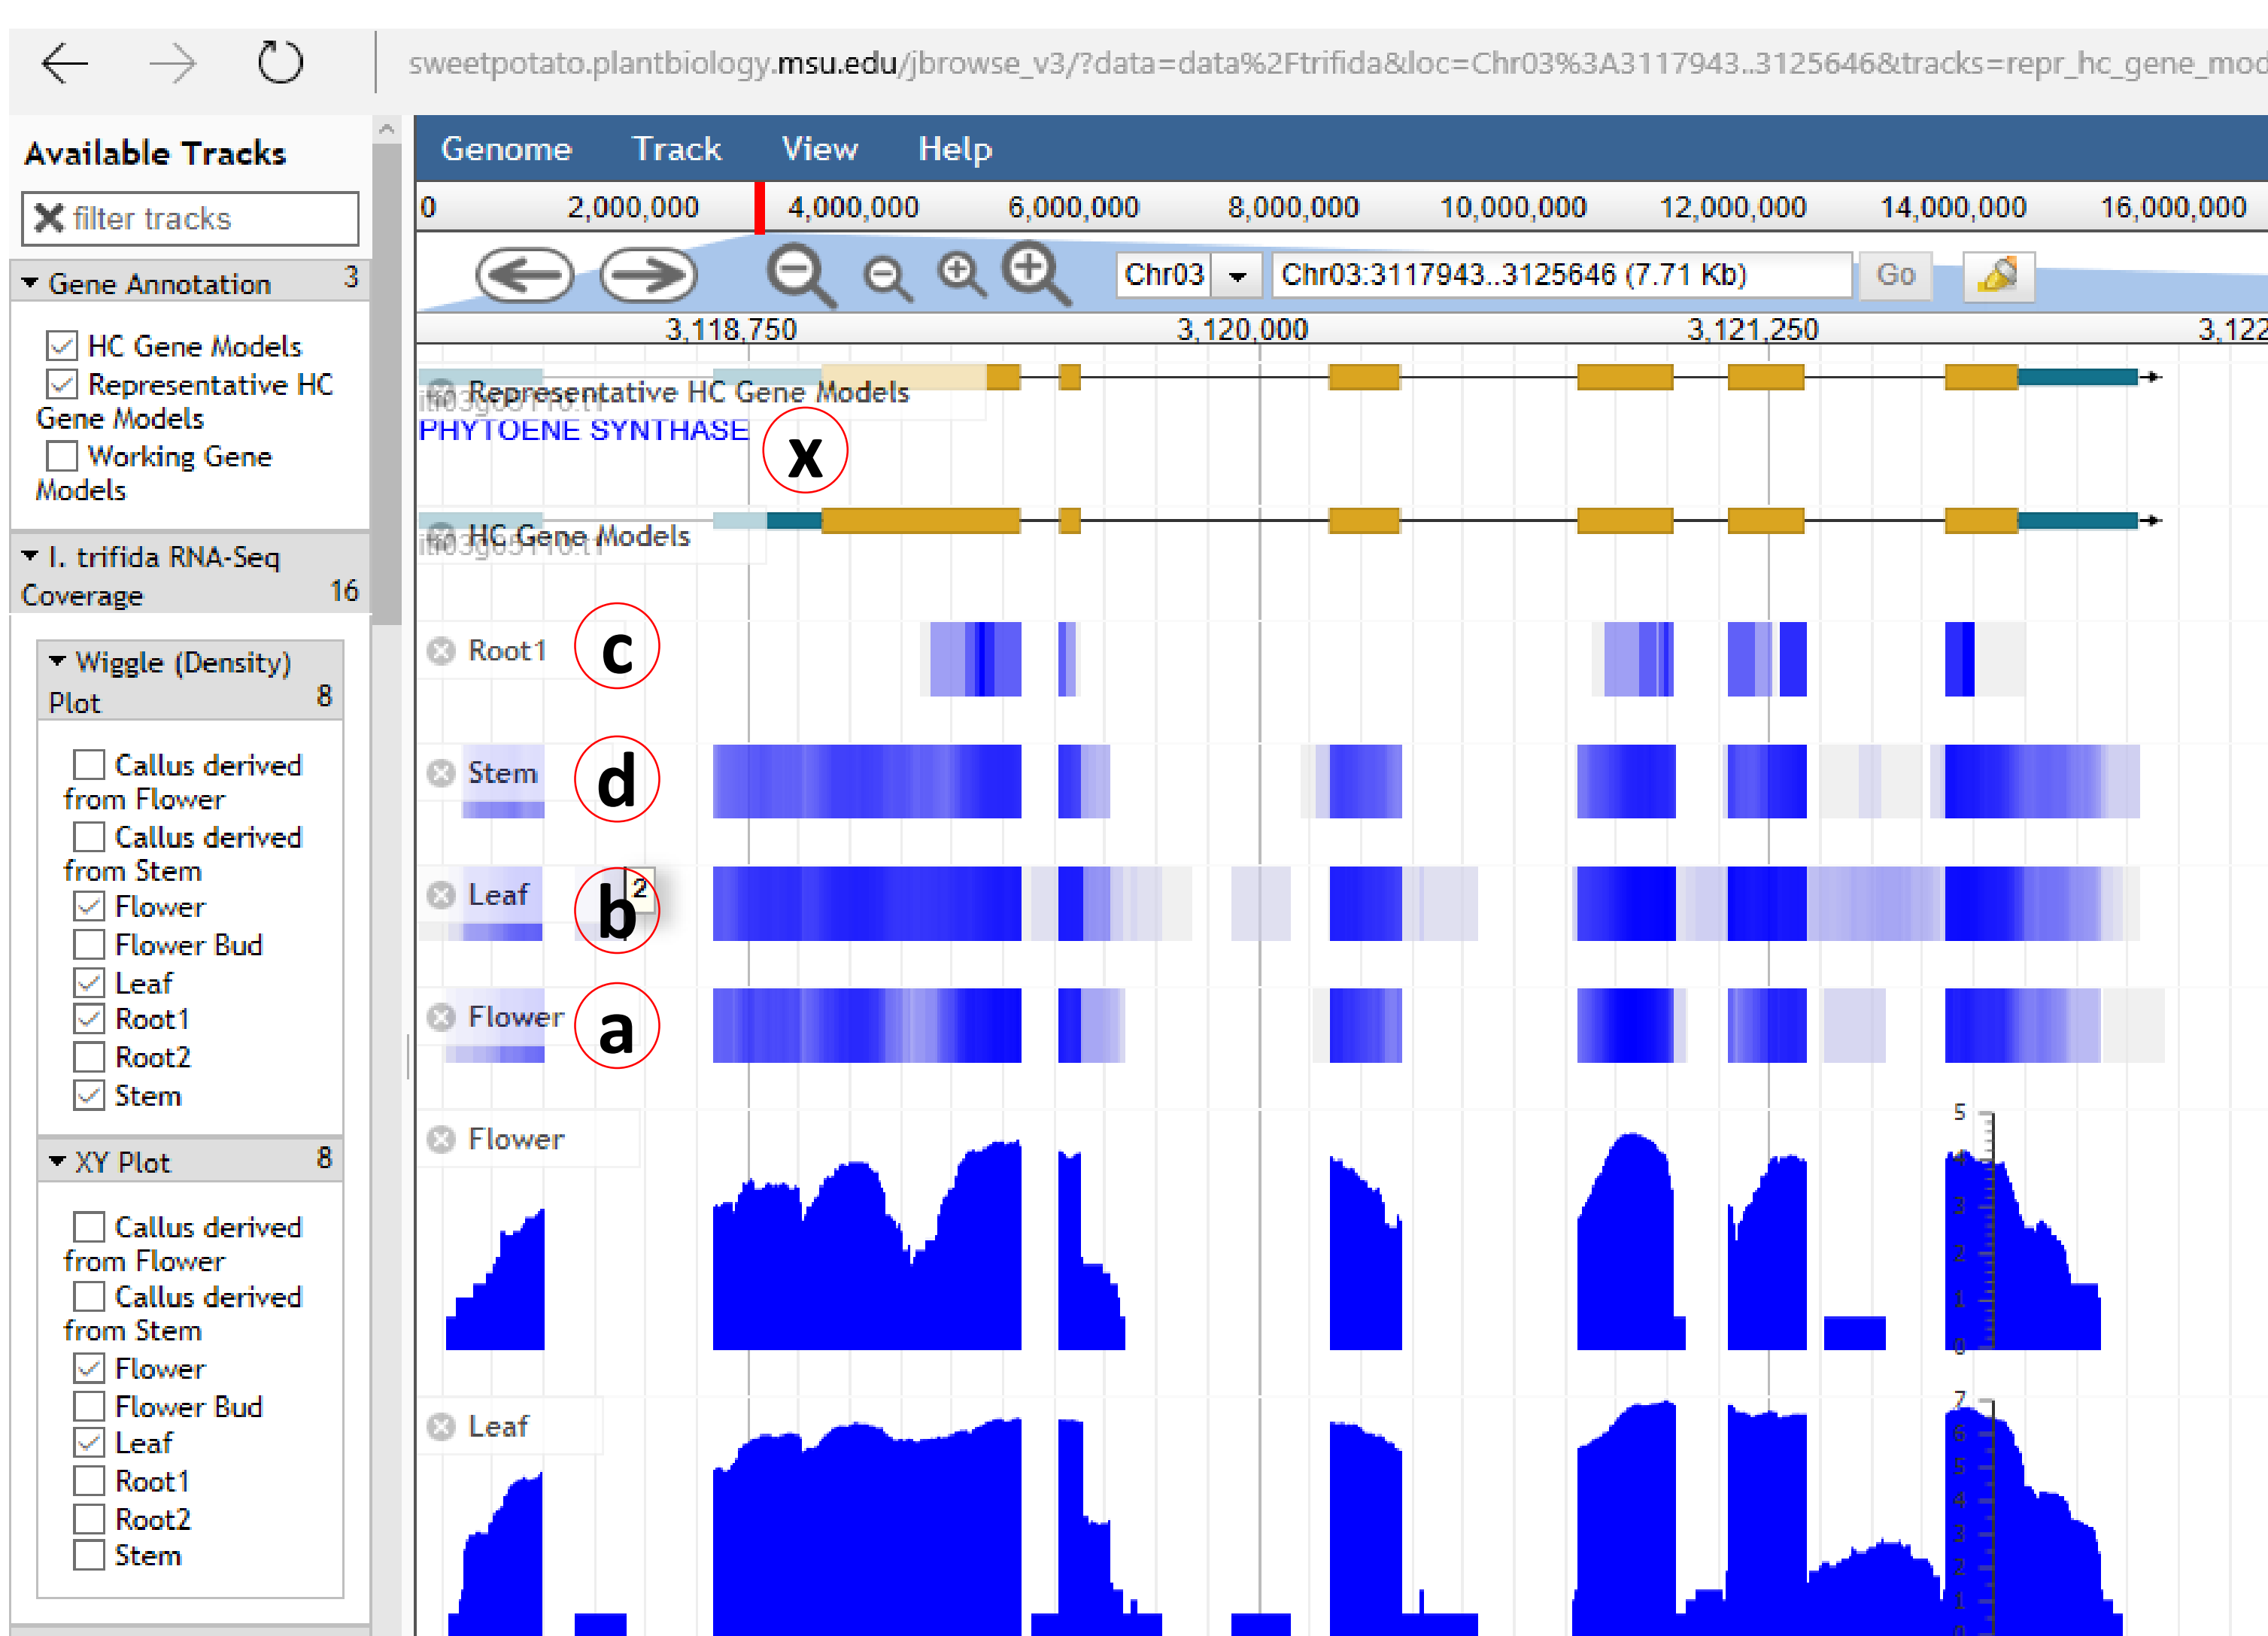 sweetpotato.plantbiology.msu.edu/jbrowse_v3/?data=data%2Ftrifida&loc=Chr03%3A3117943..3125646&tracks=repr_hc_gene_mod
Available Tracks
filter tracks
Gene Annotation 3
HC Gene Models
Representative HC
Gene Models
Working Gene
Models
I. trifida RNA-Seq
Coverage 16
Wiggle (Density)
Plot 8
Callus derived
from Flower
Callus derived
from Stem
Flower
Flower Bud
Leaf
Root1
Root2
Stem
XY Plot 8
Callus derived
from Flower
Callus derived
from Stem
Flower
Flower Bud
Leaf
Root1
Root2
Stem
Genome Track View Help
0 2,000,000 4,000,000 6,000,000 8,000,000 10,000,000 12,000,000 14,000,000 16,000,000
Chr03 Chr03:3117943..3125646 (7.71 Kb) Go
3,118,750 3,120,000 3,121,250 3,122
Representative HC Gene Models
PHYTOENE SYNTHASE
x
HC Gene Models
Root1 c
Stem d
Leaf b 2
Flower a
Flower
5
4
3
2
1
0
Leaf
7
6
5
4
3
2
1
0